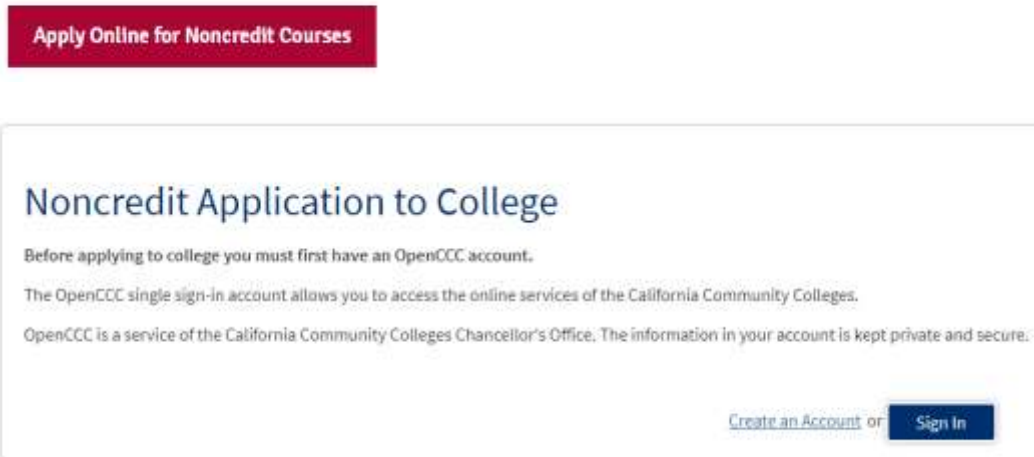 Apply Online for Noncredit Courses
Noncredit Application to College
Before applying to college you must first have an OpenCCC account.
The OpenCCC single sign-in account allows you to access the online services of the California Community Colleges.
OpenCCC is a service of the California Community Colleges Chancellor's Office. The information in your account is kept private and secure.
Create an Account or Sign In